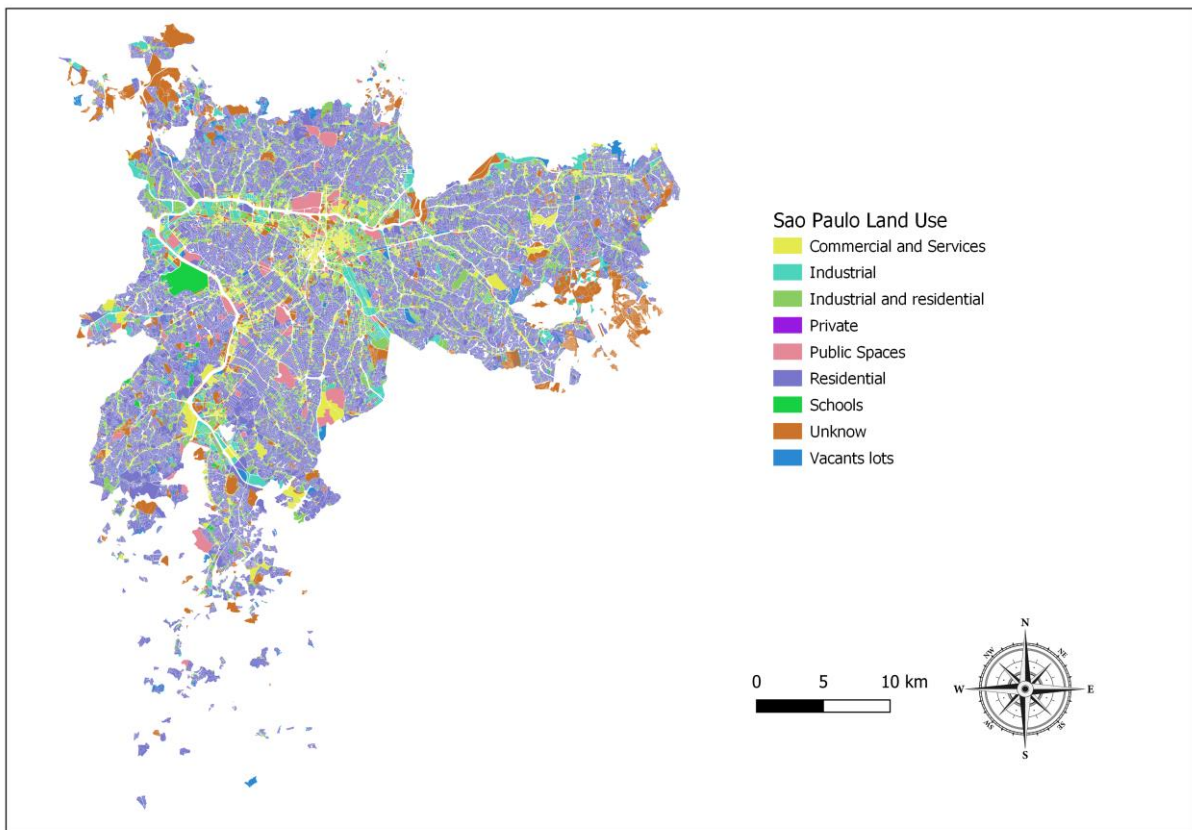 Sao Paulo Land Use
Commercial and Services
Industrial
Industrial and residential
Private
Public Spaces
Residential
Schools
Unknow
Vacants lots
0 5 10 km
N
NW NE
W E
SW SE
S